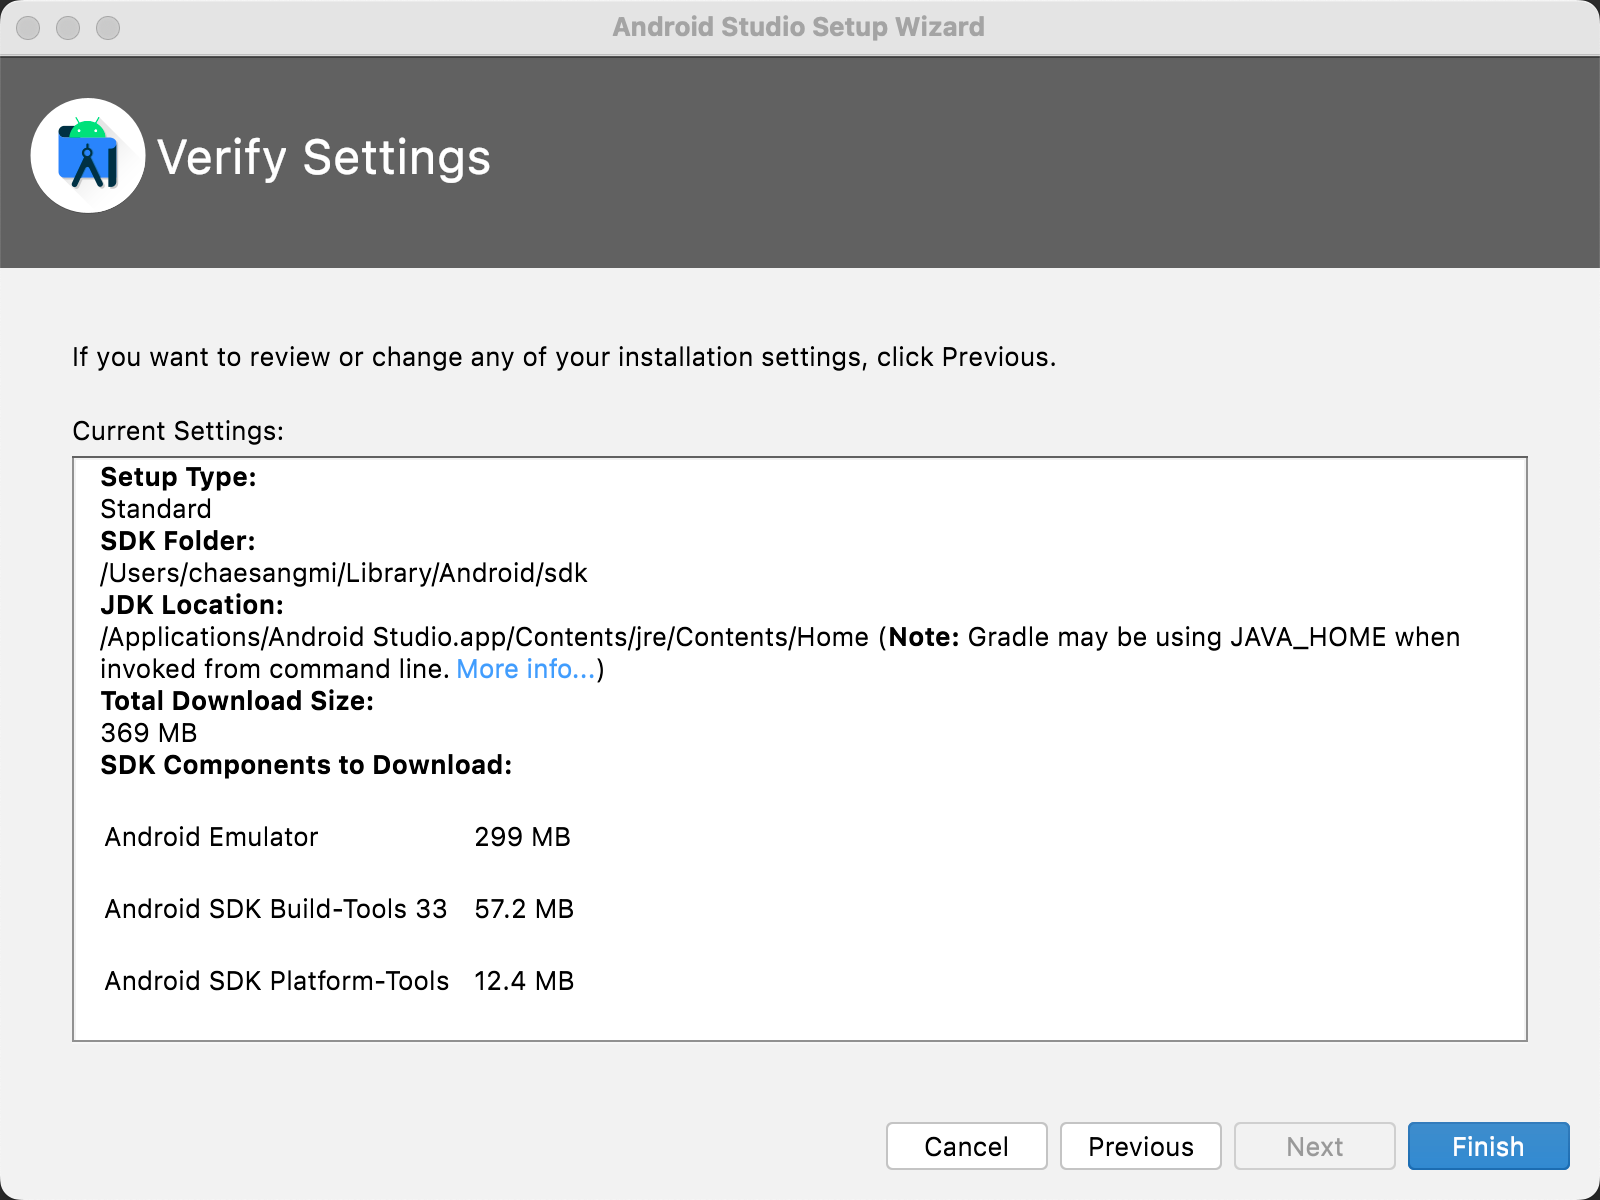 Android Studio Setup Wizard
Verify Settings
If you want to review or change any of your installation settings, click Previous.
Current Settings:
Setup Type:
Standard
SDK Folder:
/Users/chaesangmi/Library/Android/sdk
JDK Location:
/Applications/Android Studio.app/Contents/jre/Contents/Home (Note: Gradle may be using JAVA_HOME when
invoked from command line. More info...)
Total Download Size:
369 MB
SDK Components to Download:
Android Emulator 299 MB
Android SDK Build-Tools 33 57.2 MB
Android SDK Platform-Tools 12.4 MB
Cancel Previous Next Finish